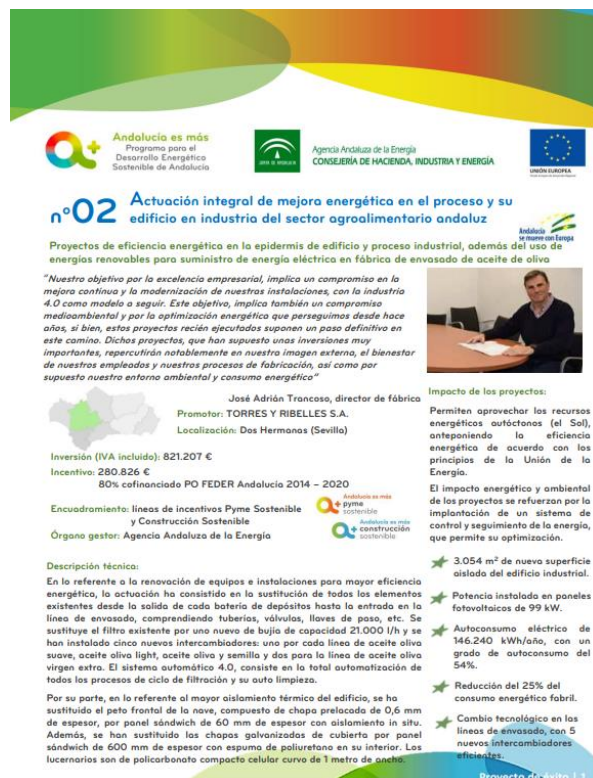 Andalucía es más
Programa para el
Desarrollo Energético
Sostenible de Andalucía
JUNTA DE ANDALUCIA
Agencia Andaluza de la Energía
CONSEJERÍA DE HACIENDA, INDUSTRIA Y ENERGÍA
UNIÓN EUROPEA
nº02 Actuación integral de mejora energética en el proceso y su
edificio en industria del sector agroalimentario andaluz
Andalucía
se mueve con Europa
Proyectos de eficiencia energética en la epidermis de edificio y proceso industrial, además del uso de
energías renovables para suministro de energía eléctrica en fábrica de envasado de aceite de oliva
"Nuestro objetivo por la excelencia empresarial, implica un compromiso en la
mejora continua y la modernización de nuestras instalaciones, con la industria
4.0 como modelo a seguir. Este objetivo, implica también un compromiso
medioambiental y por la optimización energética que perseguimos desde hace
años, si bien, estos proyectos recién ejecutados suponen un paso definitivo en
este camino. Dichos proyectos, que han supuesto unas inversiones muy
importantes, repercutirán notablemente en nuestra imagen externa, el bienestar
de nuestros empleados y nuestros procesos de fabricación, así como por
supuesto nuestro entorno ambiental y consumo energético"
José Adrián Trancoso, director de fábrica
Promotor: TORRES Y RIBELLES S.A.
Localización: Dos Hermanas (Sevilla)
Inversión (IVA incluido): 821.207 €
Incentivo: 280.826 €
80% cofinanciado PO FEDER Andalucía 2014 – 2020
Encuadramiento: líneas de incentivos Pyme Sostenible
y Construcción Sostenible
Órgano gestor: Agencia Andaluza de la Energía
Andalucía es más
pyme
sostenible
Andalucía es más
construcción
sostenible
Descripción técnica:
En lo referente a la renovación de equipos e instalaciones para mayor eficiencia
energética, la actuación ha consistido en la sustitución de todos los elementos
existentes desde la salida de cada batería de depósitos hasta la entrada en la
línea de envasado, comprendiendo tuberías, válvulas, llaves de paso, etc. Se
sustituye el filtro existente por uno nuevo de bujía de capacidad 21.000 l/h y se
han instalado cinco nuevos intercambiadores: uno por cada línea de aceite oliva
suave, aceite oliva light, aceite oliva y semilla y dos para la línea de aceite oliva
virgen extra. El sistema automático 4.0, consiste en la total automatización de
todos los procesos de ciclo de filtración y su auto limpieza.
Por su parte, en lo referente al mayor aislamiento térmico del edificio, se ha
sustituido el peto frontal de la nave, compuesto de chapa prelacada de 0,6 mm
de espesor, por panel sándwich de 60 mm de espesor con aislamiento in situ.
Además, se han sustituido las chapas galvanizadas de cubierta por panel
sándwich de 600 mm de espesor con espuma de poliuretano en su interior. Los
lucernarios son de policarbonato compacto celular curvo de 1 metro de ancho.
Impacto de los proyectos:
Permiten aprovechar los recursos
energéticos autóctonos (el Sol),
anteponiendo la eficiencia
energética de acuerdo con los
principios de la Unión de la
Energía.
El impacto energético y ambiental
de los proyectos se refuerzan por la
implantación de un sistema de
control y seguimiento de la energía,
que permite su optimización.
3.054 m² de nueva superficie
aislada del edificio industrial.
Potencia instalada en paneles
fotovoltaicos de 99 kW.
Autoconsumo eléctrico de
146.240 kWh/año, con un
grado de autoconsumo del
54%.
Reducción del 25% del
consumo energético fabril.
Cambio tecnológico en las
líneas de envasado, con 5
nuevos intercambiadores
eficientes.
Proyecto de éxito | 1